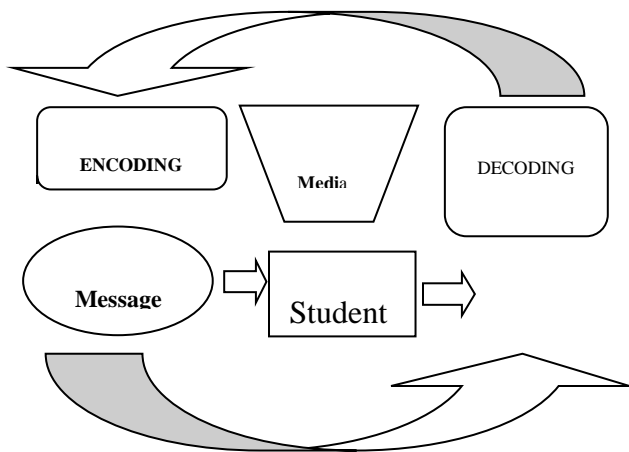 ENCODING
Media
DECODING
Message
Student